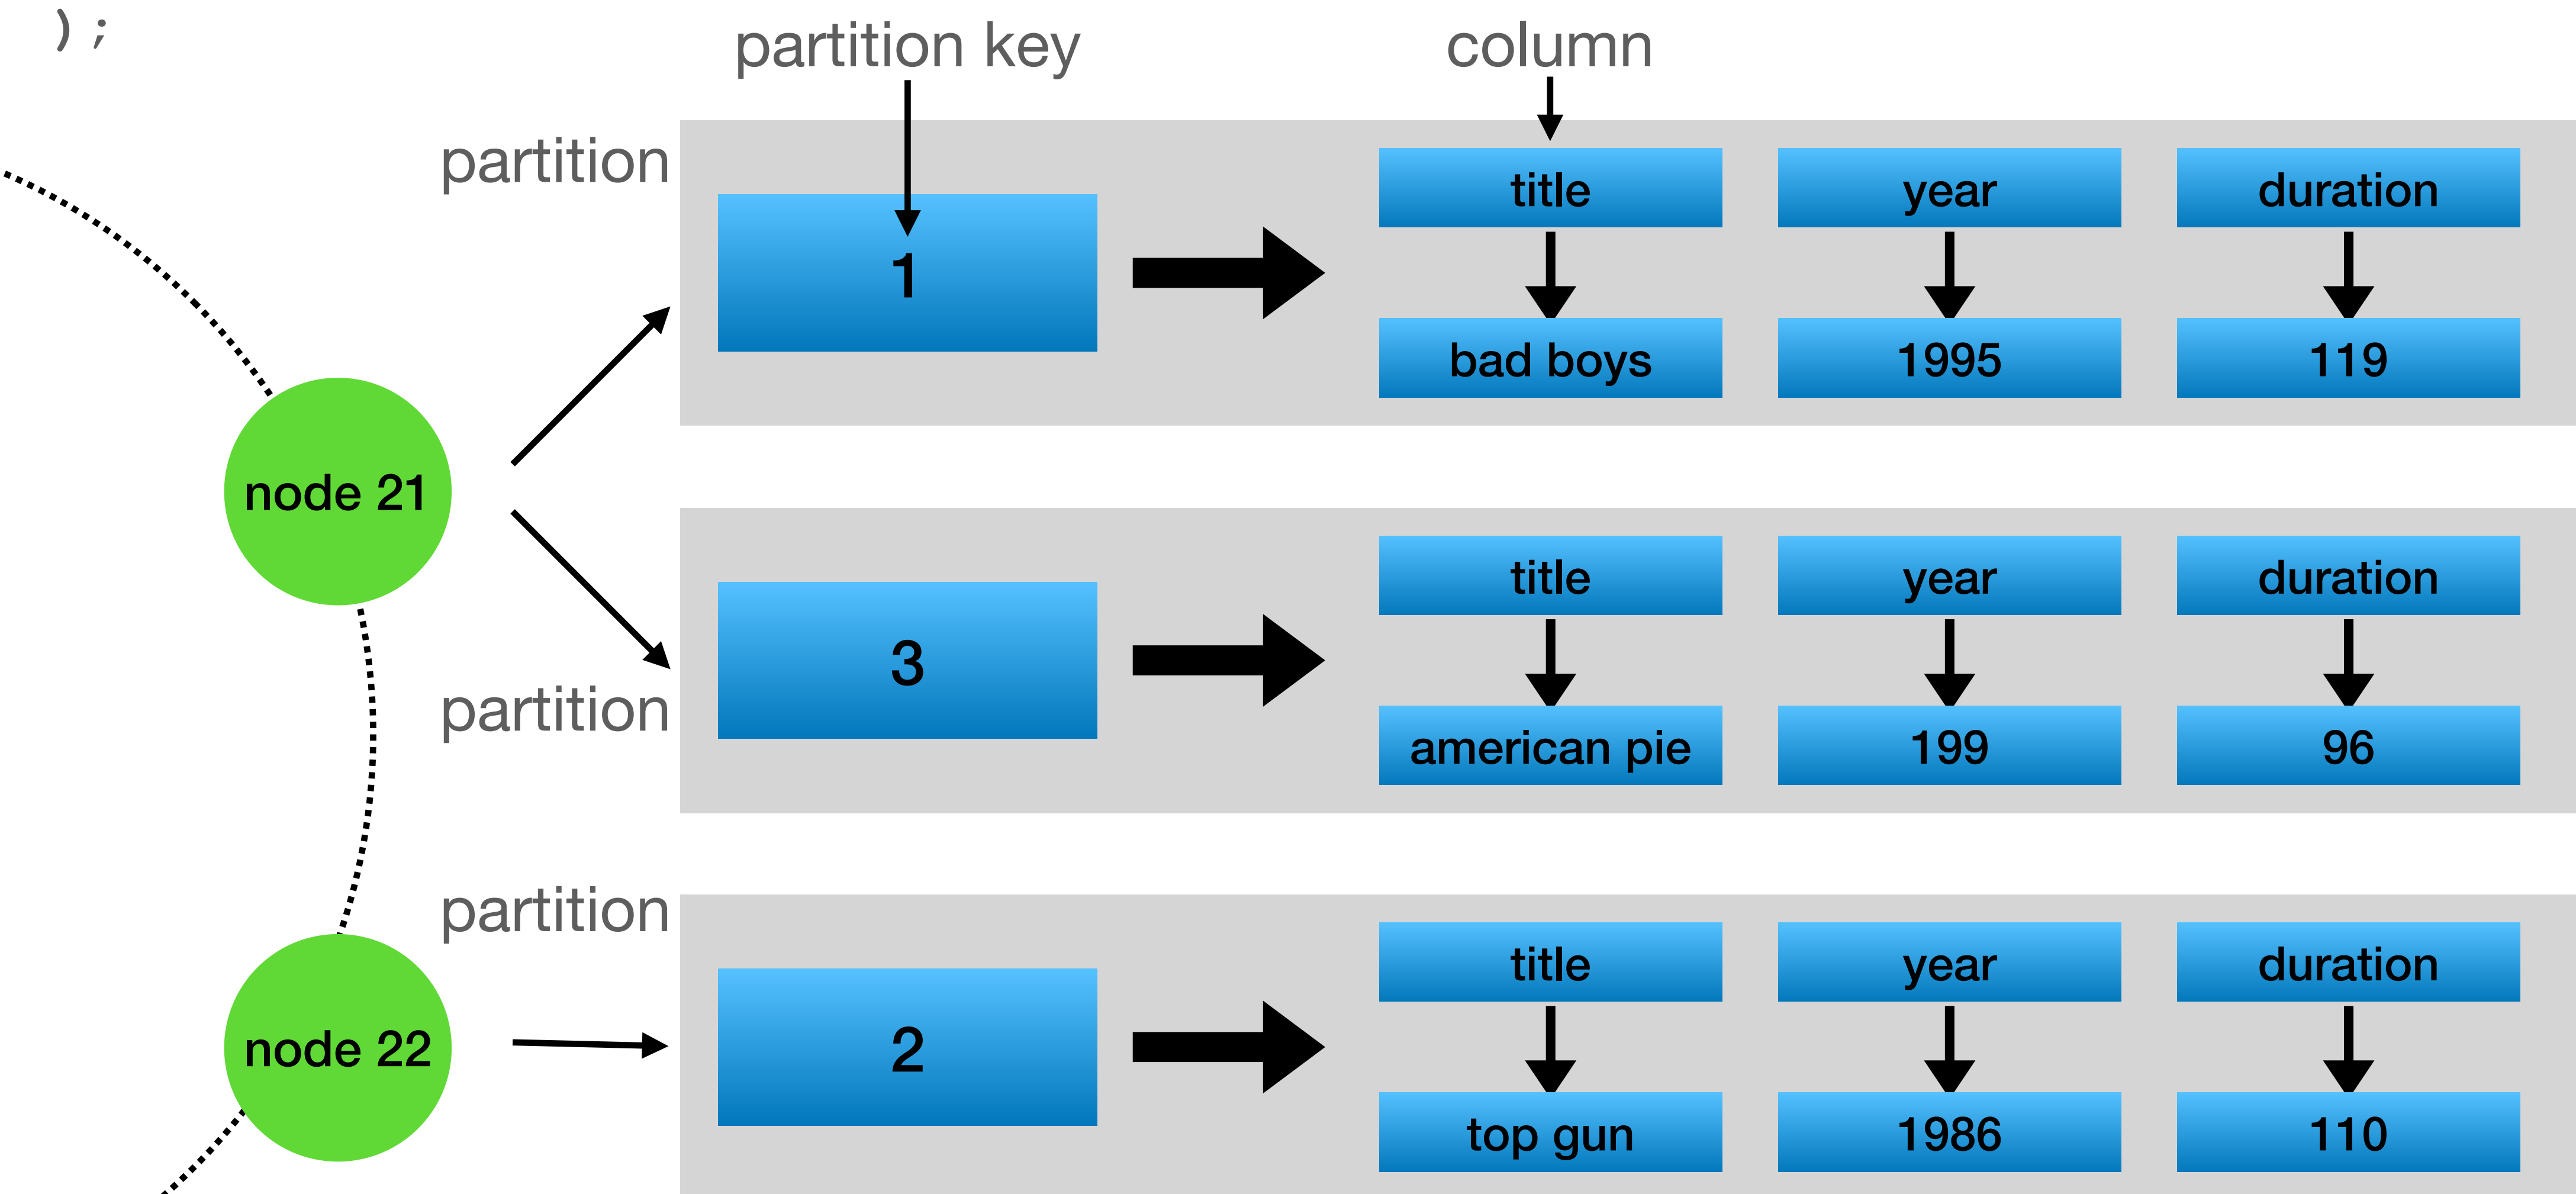 );
partition key
column
partition
title
year
duration
1
bad boys
1995
119
node 21
title
year
duration
3
partition
american pie
199
96
partition
title
year
duration
node 22
2
top gun
1986
110